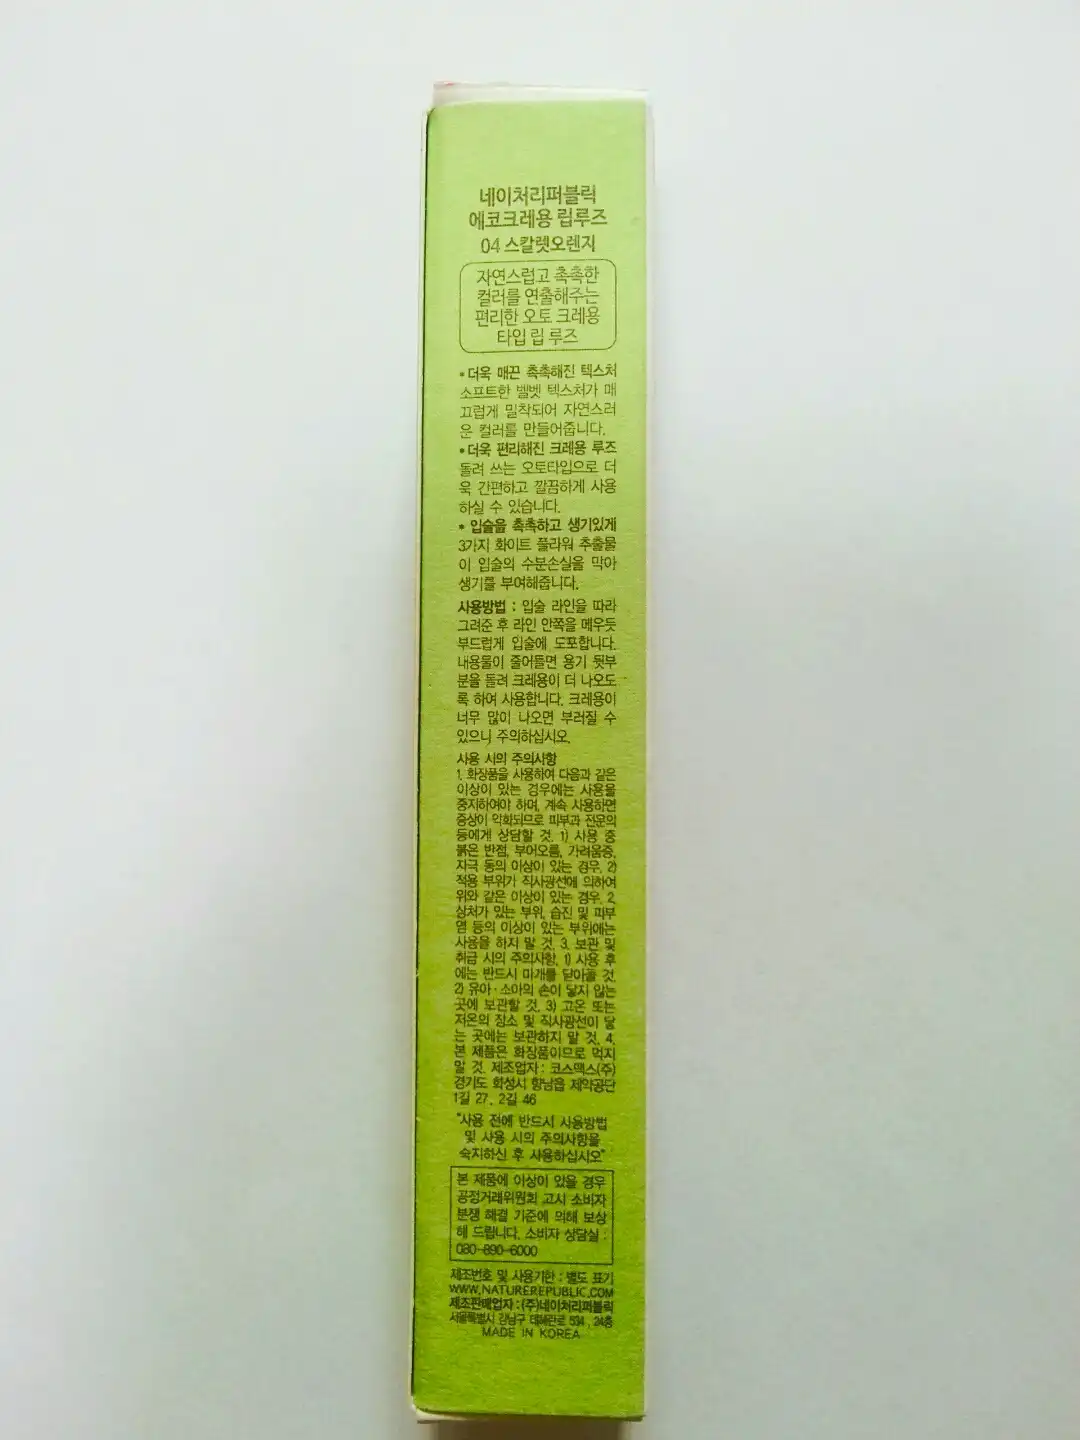 네이처리퍼블릭
에코크레용 립루즈
04 스칼렛오렌지
자연스럽고 촉촉한
컬러를 연출해주는
편리한 오토 크레용
타입 립 루즈
• 더욱 매끈 촉촉해진 텍스처
소프트한 벨벳 텍스처가 매
끄럽게 밀착되어 자연스러
운 컬러를 만들어줍니다.
• 더욱 편리해진 크레용 루즈
돌려 쓰는 오토타입으로 더
욱 간편하고 깔끔하게 사용
하실 수 있습니다.
• 입술을 촉촉하고 생기있게
3가지 화이트 플라워 추출물
이 입술의 수분손실을 막아
생기를 부여해줍니다.
사용방법 : 입술 라인을 따라
그려준 후 라인 안쪽을 메우듯
부드럽게 입술에 도포합니다.
내용물이 줄어들면 용기 뒷부
분을 돌려 크레용이 더 나오도
록 하여 사용합니다. 크레용이
너무 많이 나오면 부러질 수
있으니 주의하십시오.
사용 시의 주의사항
1. 화장품을 사용하여 다음과 같은
이상이 있는 경우에는 사용을
중지하여야 하며, 계속 사용하면
증상이 악화되므로 피부과 전문의
등에게 상담할 것. 1) 사용 중
붉은 반점, 부어오름, 가려움증,
자극 등의 이상이 있는 경우. 2)
적용 부위가 직사광선에 의하여
위와 같은 이상이 있는 경우. 2.
상처가 있는 부위, 습진 및 피부
염 등의 이상이 있는 부위에는
사용을 하지 말 것. 3. 보관 및
취급 시의 주의사항. 1) 사용 후
에는 반드시 마개를 닫아둘 것.
2) 유아·소아의 손이 닿지 않는
곳에 보관할 것. 3) 고온 또는
저온의 장소 및 직사광선이 닿
는 곳에는 보관하지 말 것. 4.
본 제품은 화장품이므로 먹지
말 것. 제조업자 : 코스맥스(주)
경기도 화성시 향남읍 제약공단
1길 27, 2길 46
"사용 전에 반드시 사용방법
및 사용 시의 주의사항을
숙지하신 후 사용하십시오"
본 제품에 이상이 있을 경우
공정거래위원회 고시 소비자
분쟁 해결 기준에 의해 보상
해 드립니다. 소비자 상담실 :
080-890-6000
제조번호 및 사용기한 : 별도 표기
WWW.NATUREREPUBLIC.COM
제조판매업자 : (주)네이처리퍼블릭
서울특별시 강남구 테헤란로 534, 24층
MADE IN KOREA